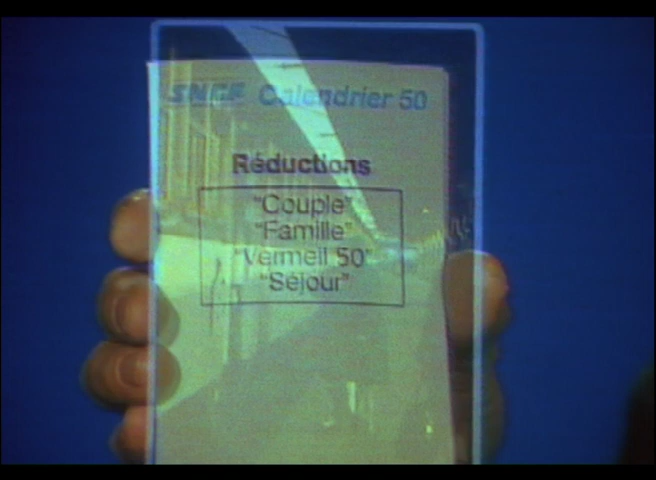 SNCF Calendrier 50
Réductions
"Couple"
"Famille"
"Vermeil 50"
"Séjour"